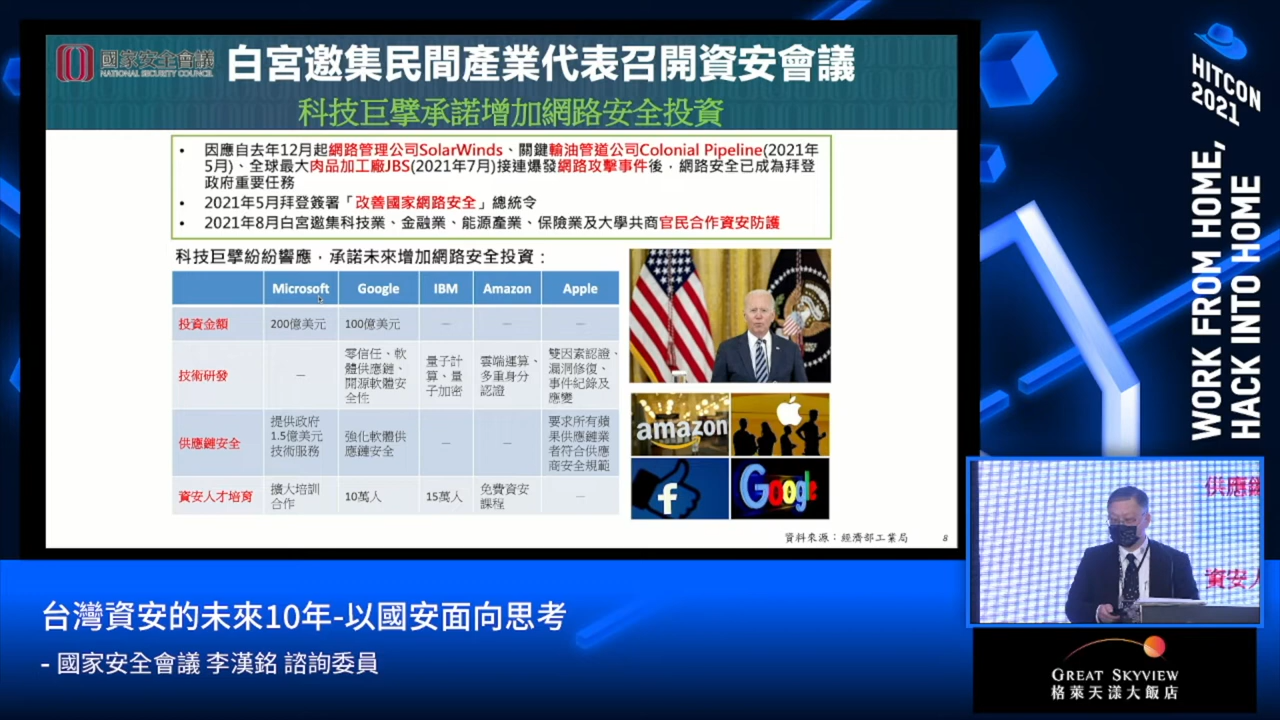 國家安全會議
NATIONAL SECURITY COUNCIL
白宮邀集民間產業代表召開資安會議
科技巨擘承諾增加網路安全投資
• 因應自去年12月起網路管理公司SolarWinds、關鍵輸油管道公司Colonial Pipeline(2021年
5月)、全球最大肉品加工廠JBS(2021年7月)接連爆發網路攻擊事件後，網路安全已成為拜登
政府重要任務
• 2021年5月拜登簽署「改善國家網路安全」總統令
• 2021年8月白宮邀集科技業、金融業、能源產業、保險業及大學共商官民合作資安防護
科技巨擘紛紛響應，承諾未來增加網路安全投資：
Microsoft Google IBM Amazon Apple
投資金額 200億美元 100億美元 — — —
技術研發 —
零信任、軟
體供應鏈、
開源軟體安
全性
量子計
算、量
子加密
雲端運算、
多重身分
認證
雙因素認證、
漏洞修復、
事件紀錄及
應變
供應鏈安全
提供政府
1.5億美元
技術服務
強化軟體供
應鏈安全
— —
要求所有蘋
果供應鏈業
者符合供應
商安全規範
資安人才培育
擴大培訓
合作
10萬人
15萬人
免費資安
課程
—
amazon
f
Google
資料來源：經濟部工業局
8
HITCON
2021
WORK FROM HOME,
HACK INTO HOME
供應鏈
資安人
台灣資安的未來10年-以國安面向思考
- 國家安全會議 李漢銘 諮詢委員
GREAT SKYVIEW
格萊天漾大飯店